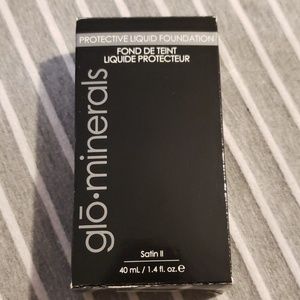 PROTECTIVE LIQUID FOUNDATION
FOND DE TEINT
LIQUIDE PROTECTEUR
glō·minerals
Satin II
40 mL / 1.4 fl. oz. e